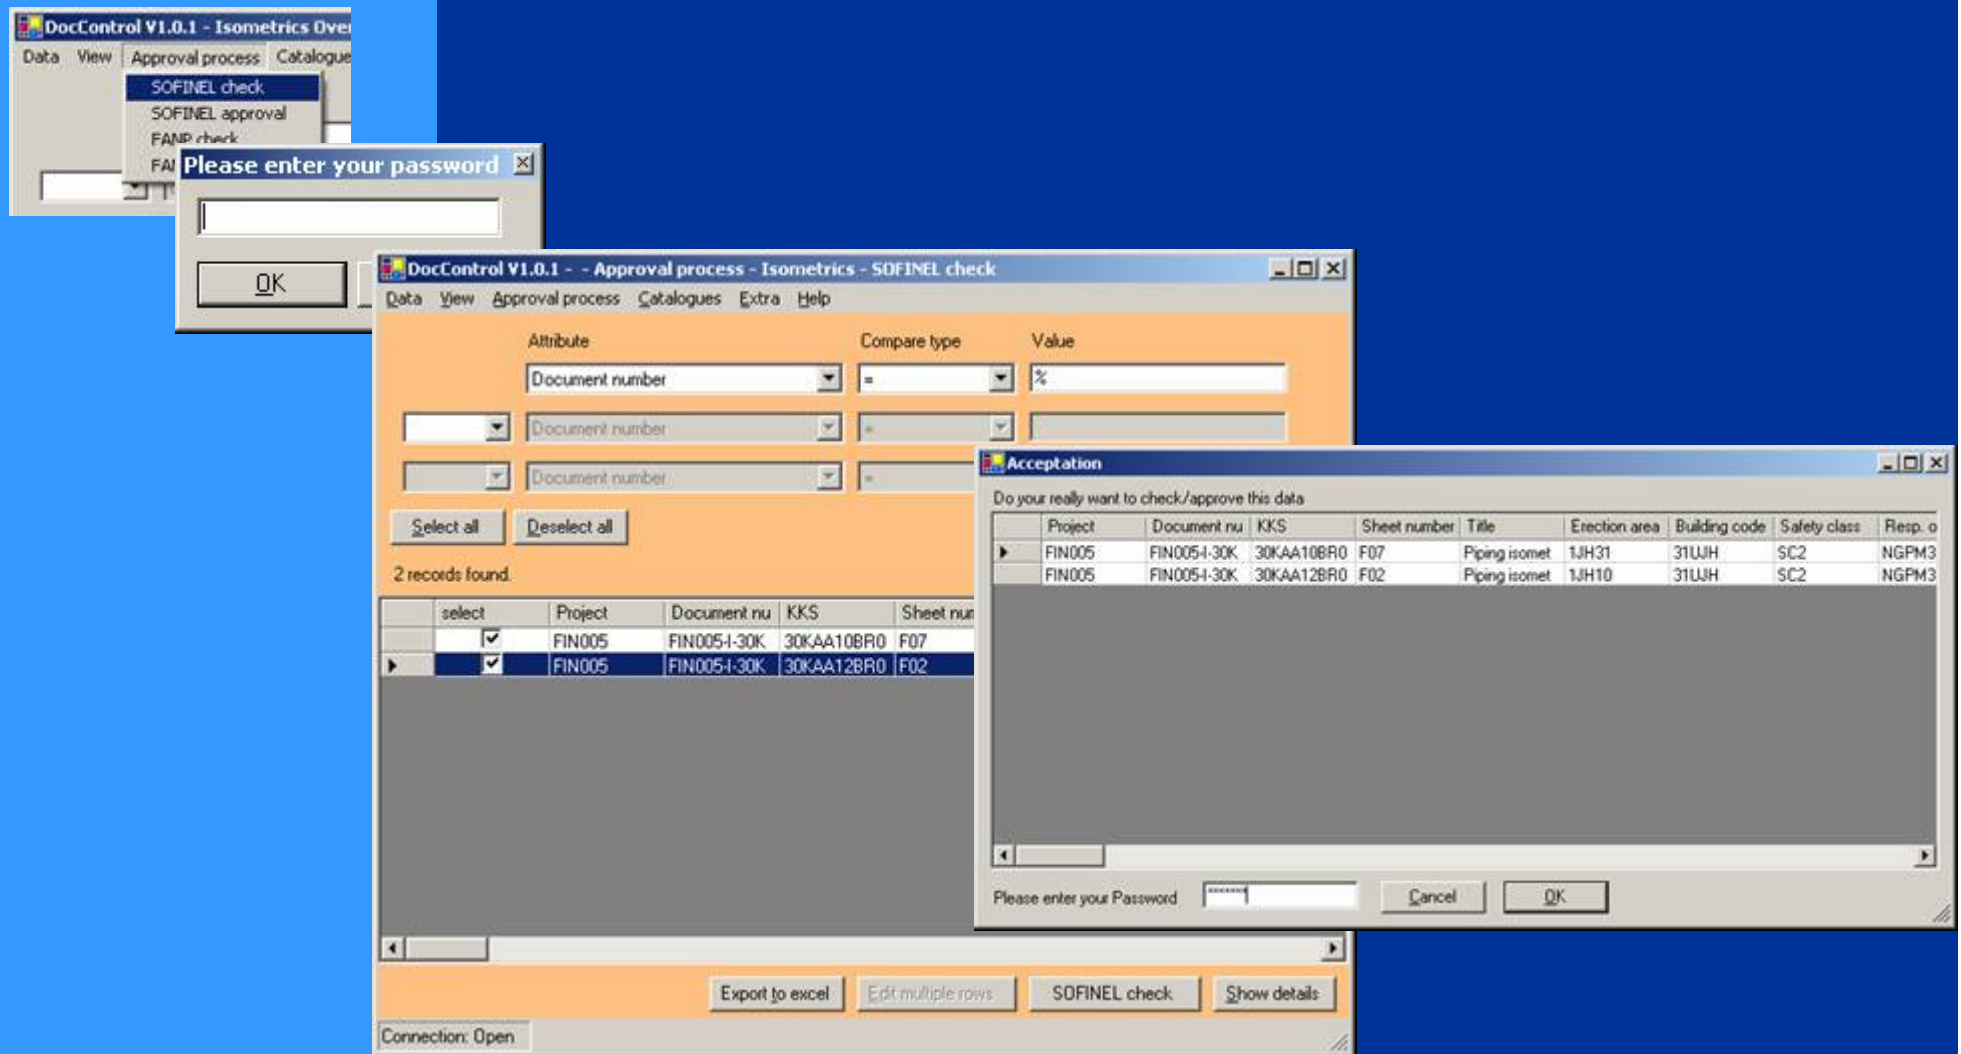 DocControl V1.0.1 - Isometrics Over
Data View Approval process Catalogue
SOFINEL check
SOFINEL approval
FANP check
Please enter your password
OK
DocControl V1.0.1 - - Approval process - Isometrics - SOFINEL check
Data View Approval process Catalogues Extra Help
Attribute Compare type Value
Document number = %
Document number =
Document number =
Select all Deselect all
2 records found.
select Project Document nu KKS Sheet num
FIN005 FIN005-I-30K 30KAA10BR0 F07
FIN005 FIN005-I-30K 30KAA12BR0 F02
Export to excel Edit multiple rows SOFINEL check Show details
Connection: Open
Acceptation
Do your really want to check/approve this data
Project Document nu KKS Sheet number Title Erection area Building code Safety class Resp. o
FIN005 FIN005-I-30K 30KAA10BR0 F07 Piping isomet 1JH31 31UJH SC2 NGPM3
FIN005 FIN005-I-30K 30KAA12BR0 F02 Piping isomet 1JH10 31UJH SC2 NGPM3
Please enter your Password ******* Cancel OK